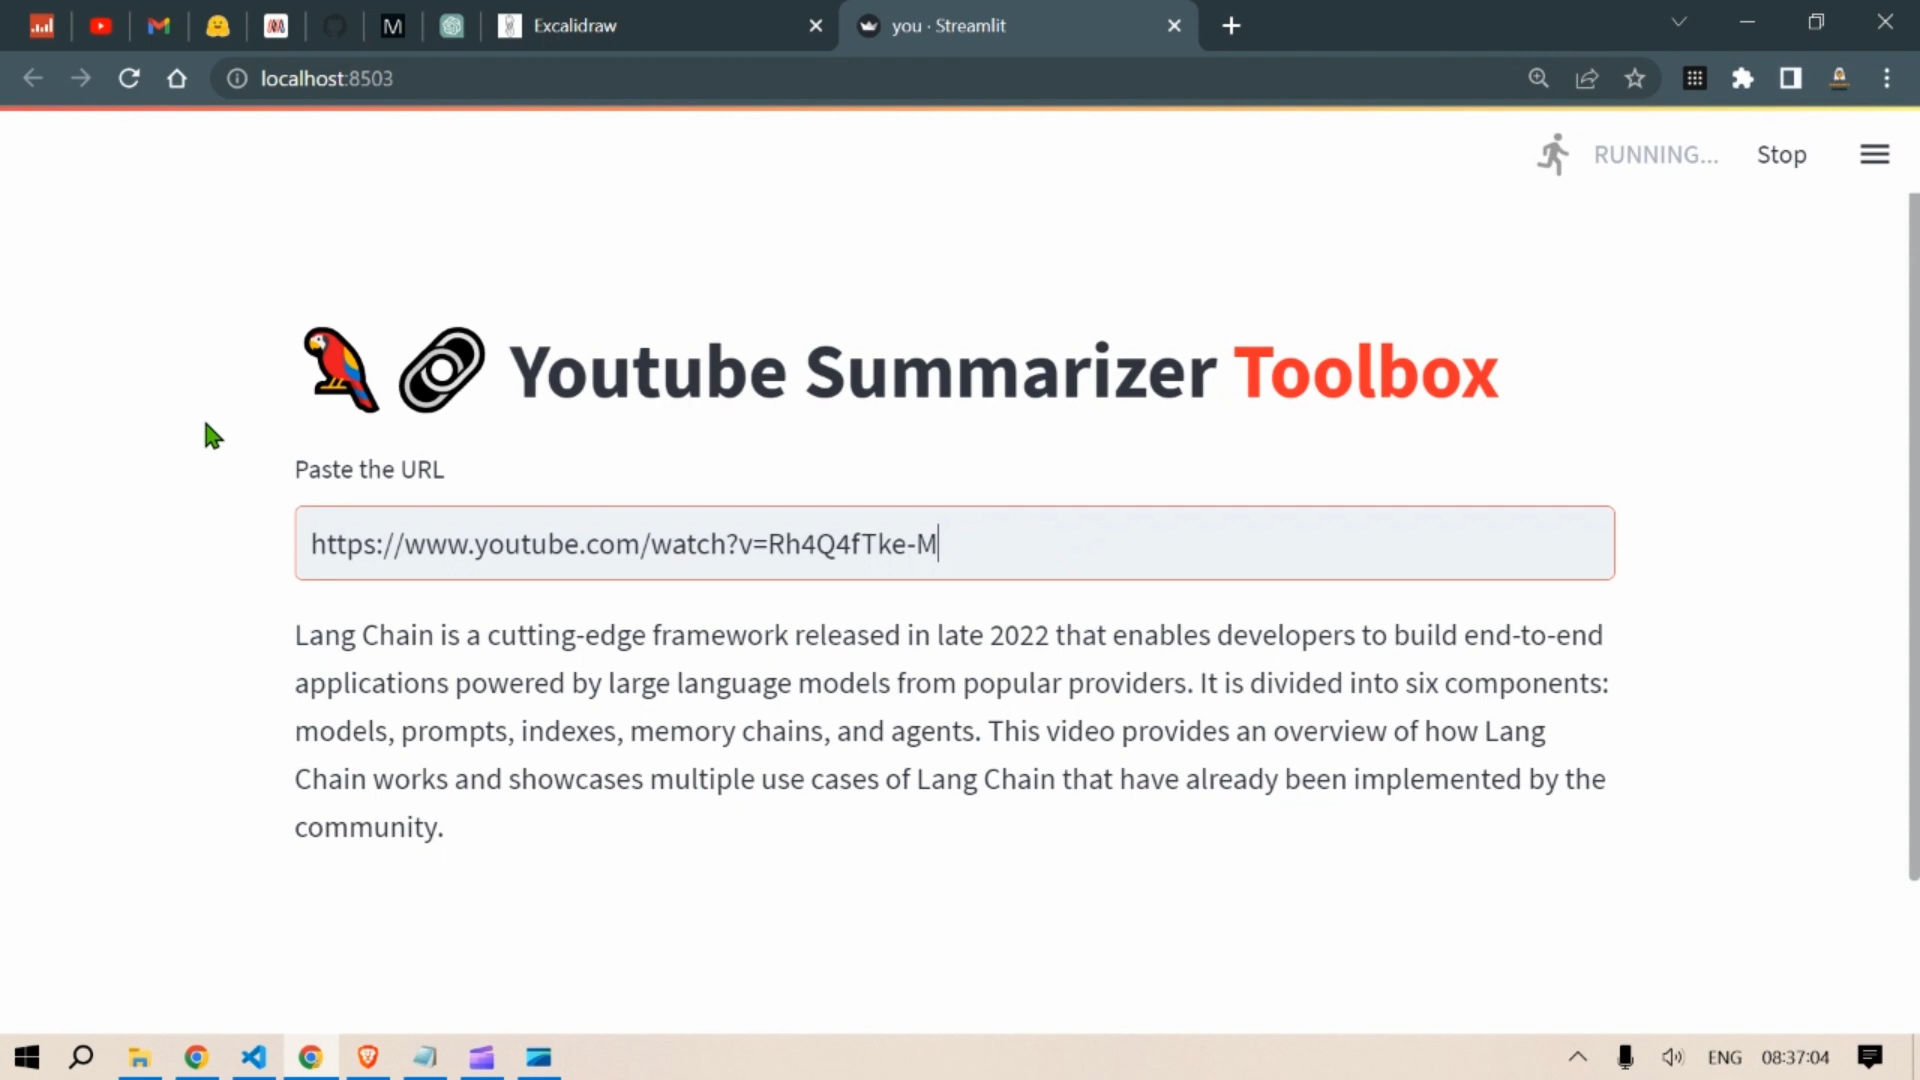 Excalidraw
you · Streamlit
localhost:8503
RUNNING...
Stop
Youtube Summarizer Toolbox
Paste the URL
https://www.youtube.com/watch?v=Rh4Q4fTke-M
Lang Chain is a cutting-edge framework released in late 2022 that enables developers to build end-to-end
applications powered by large language models from popular providers. It is divided into six components:
models, prompts, indexes, memory chains, and agents. This video provides an overview of how Lang
Chain works and showcases multiple use cases of Lang Chain that have already been implemented by the
community.
ENG
08:37:04